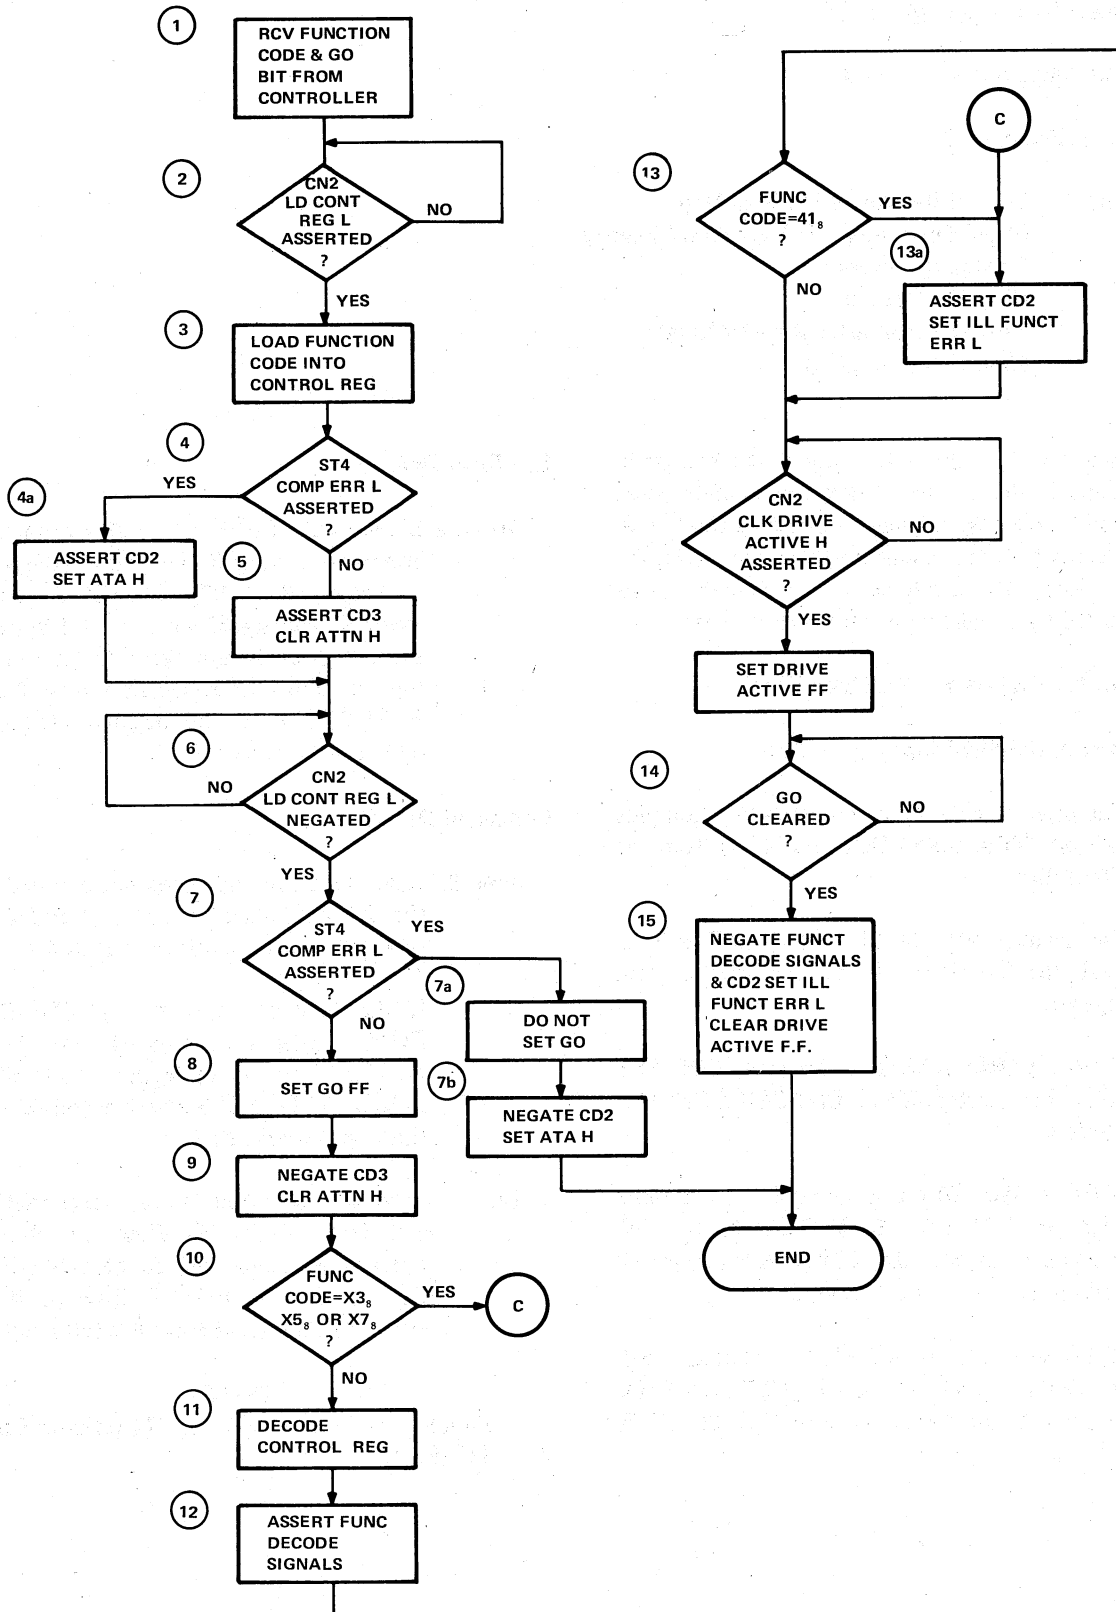 1
RCV FUNCTION
CODE & GO
BIT FROM
CONTROLLER
2
CN2
LD CONT
REG L
ASSERTED
?
NO
YES
3
LOAD FUNCTION
CODE INTO
CONTROL REG
4
ST4
COMP ERR L
ASSERTED
?
YES
NO
4a
ASSERT CD2
SET ATA H
5
ASSERT CD3
CLR ATTN H
6
CN2
LD CONT REG L
NEGATED
?
NO
YES
7
ST4
COMP ERR L
ASSERTED
?
YES
NO
7a
DO NOT
SET GO
7b
NEGATE CD2
SET ATA H
8
SET GO FF
9
NEGATE CD3
CLR ATTN H
10
FUNC
CODE=X3₈
X5₈ OR X7₈
?
YES
C
NO
11
DECODE
CONTROL REG
12
ASSERT FUNC
DECODE
SIGNALS
C
13
FUNC
CODE=41₈
?
YES
NO
13a
ASSERT CD2
SET ILL FUNCT
ERR L
CN2
CLK DRIVE
ACTIVE H
ASSERTED
?
NO
YES
SET DRIVE
ACTIVE FF
14
GO
CLEARED
?
NO
YES
15
NEGATE FUNCT
DECODE SIGNALS
& CD2 SET ILL
FUNCT ERR L
CLEAR DRIVE
ACTIVE F.F.
END